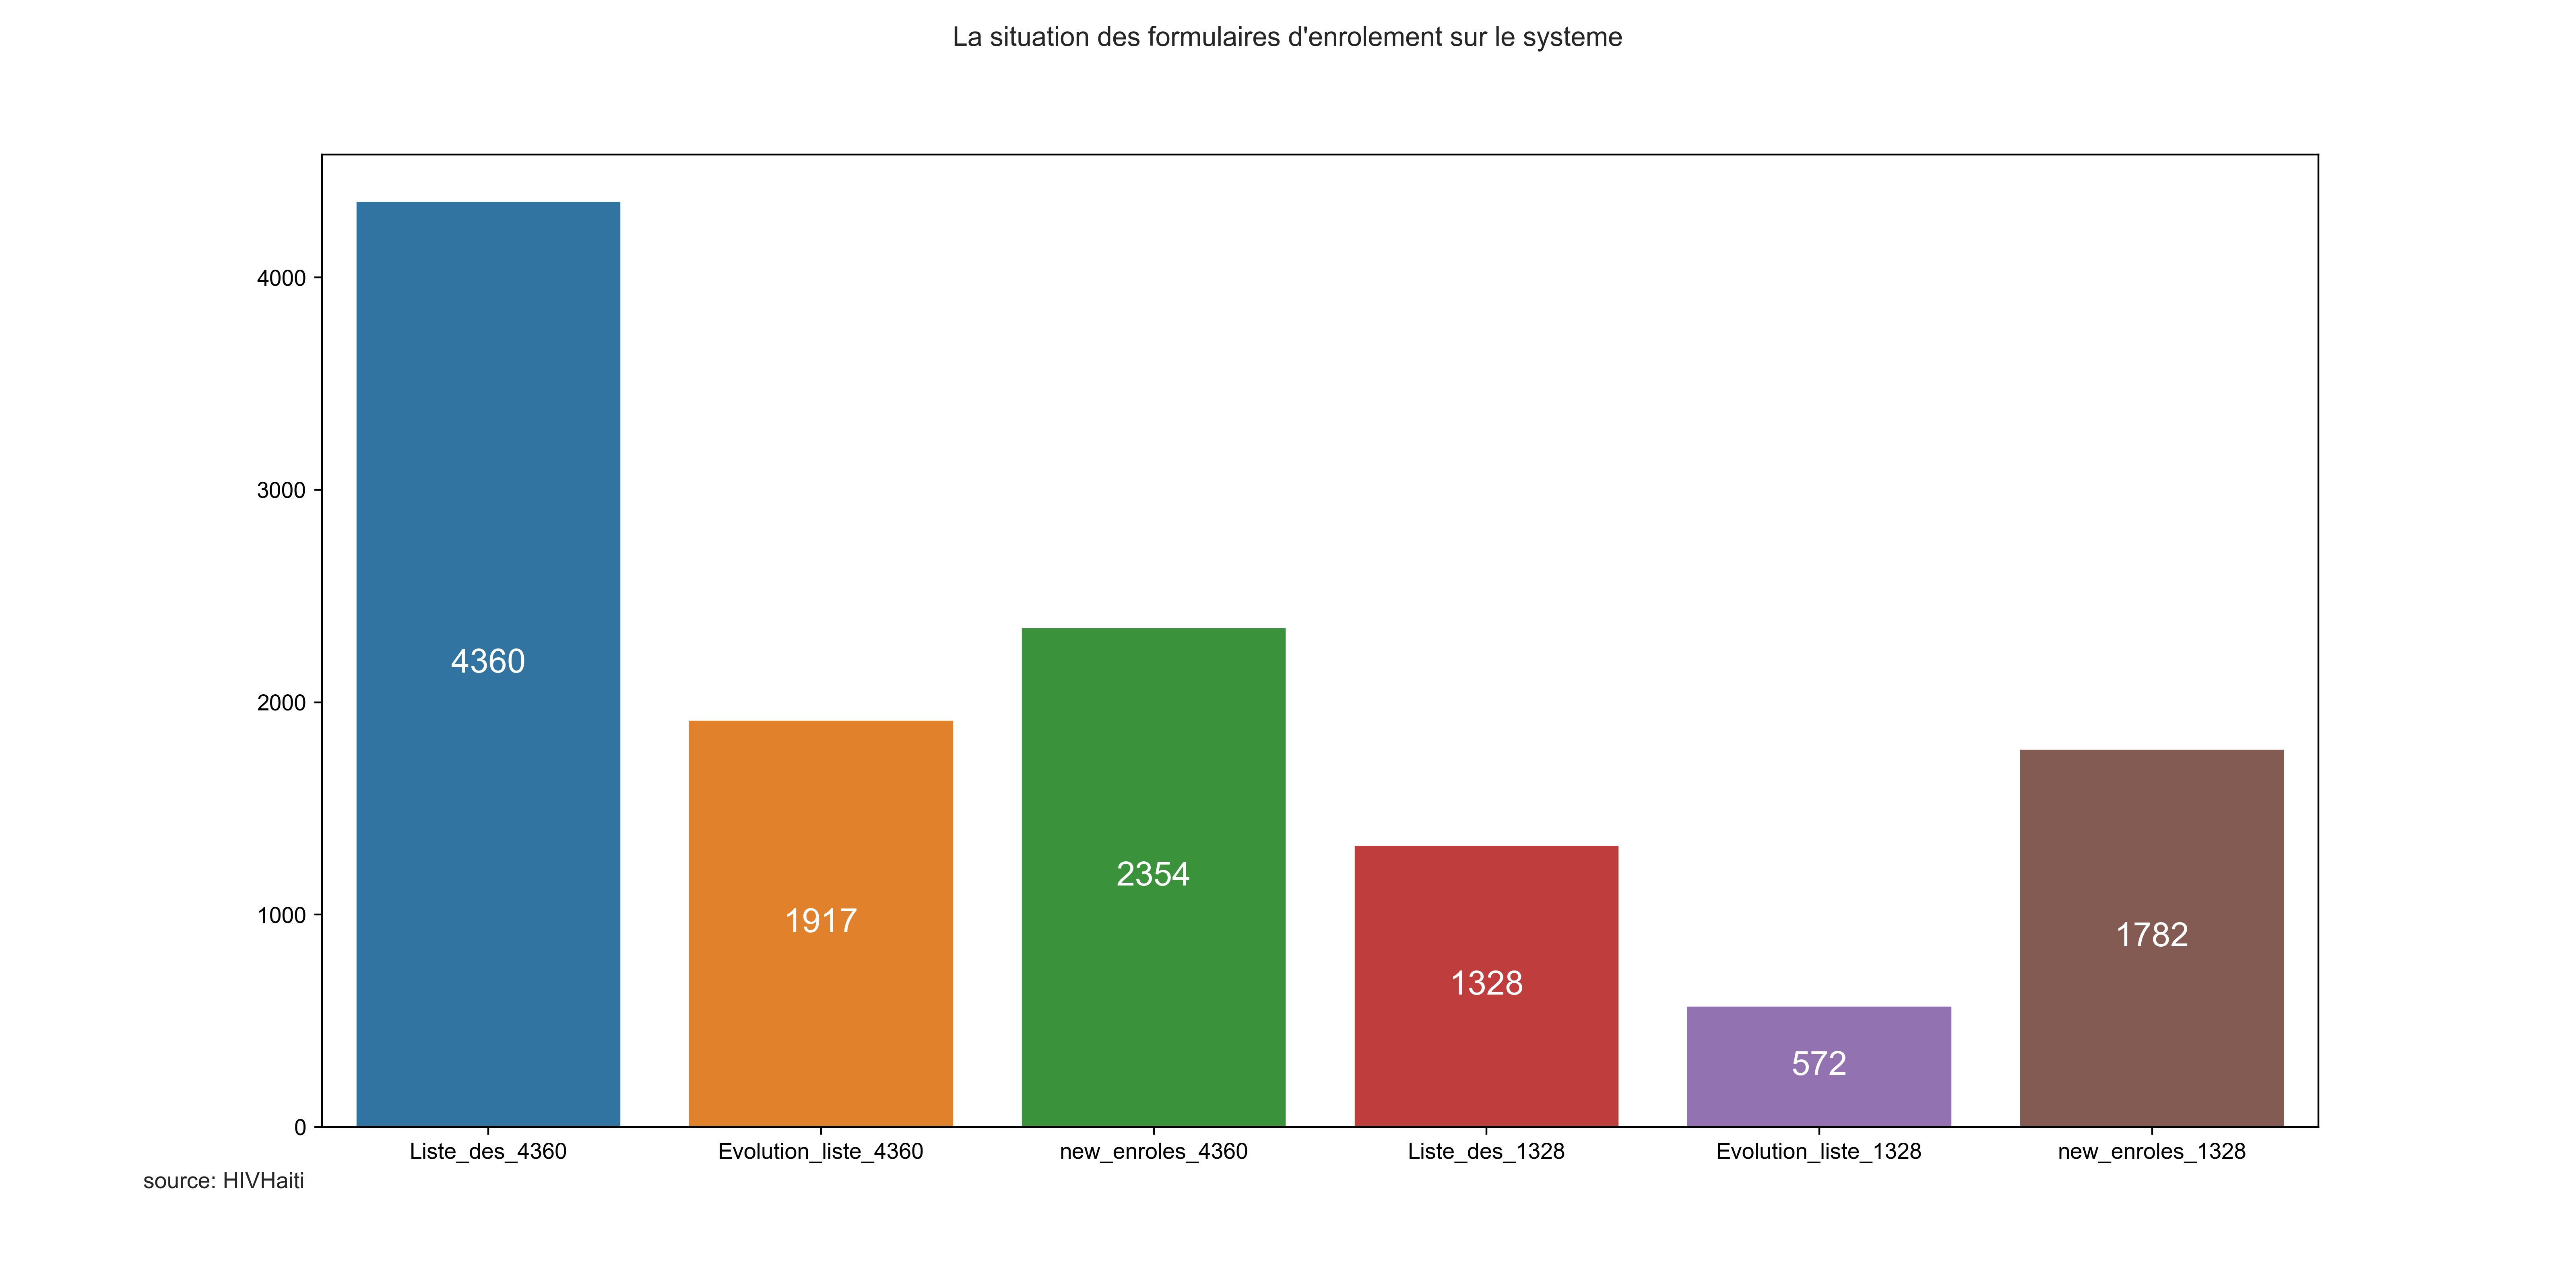 La situation des formulaires d'enrolement sur le systeme
4000
3000
2000
1000
0
4360
1917
2354
1328
572
1782
Liste_des_4360
Evolution_liste_4360
new_enroles_4360
Liste_des_1328
Evolution_liste_1328
new_enroles_1328
source: HIVHaiti